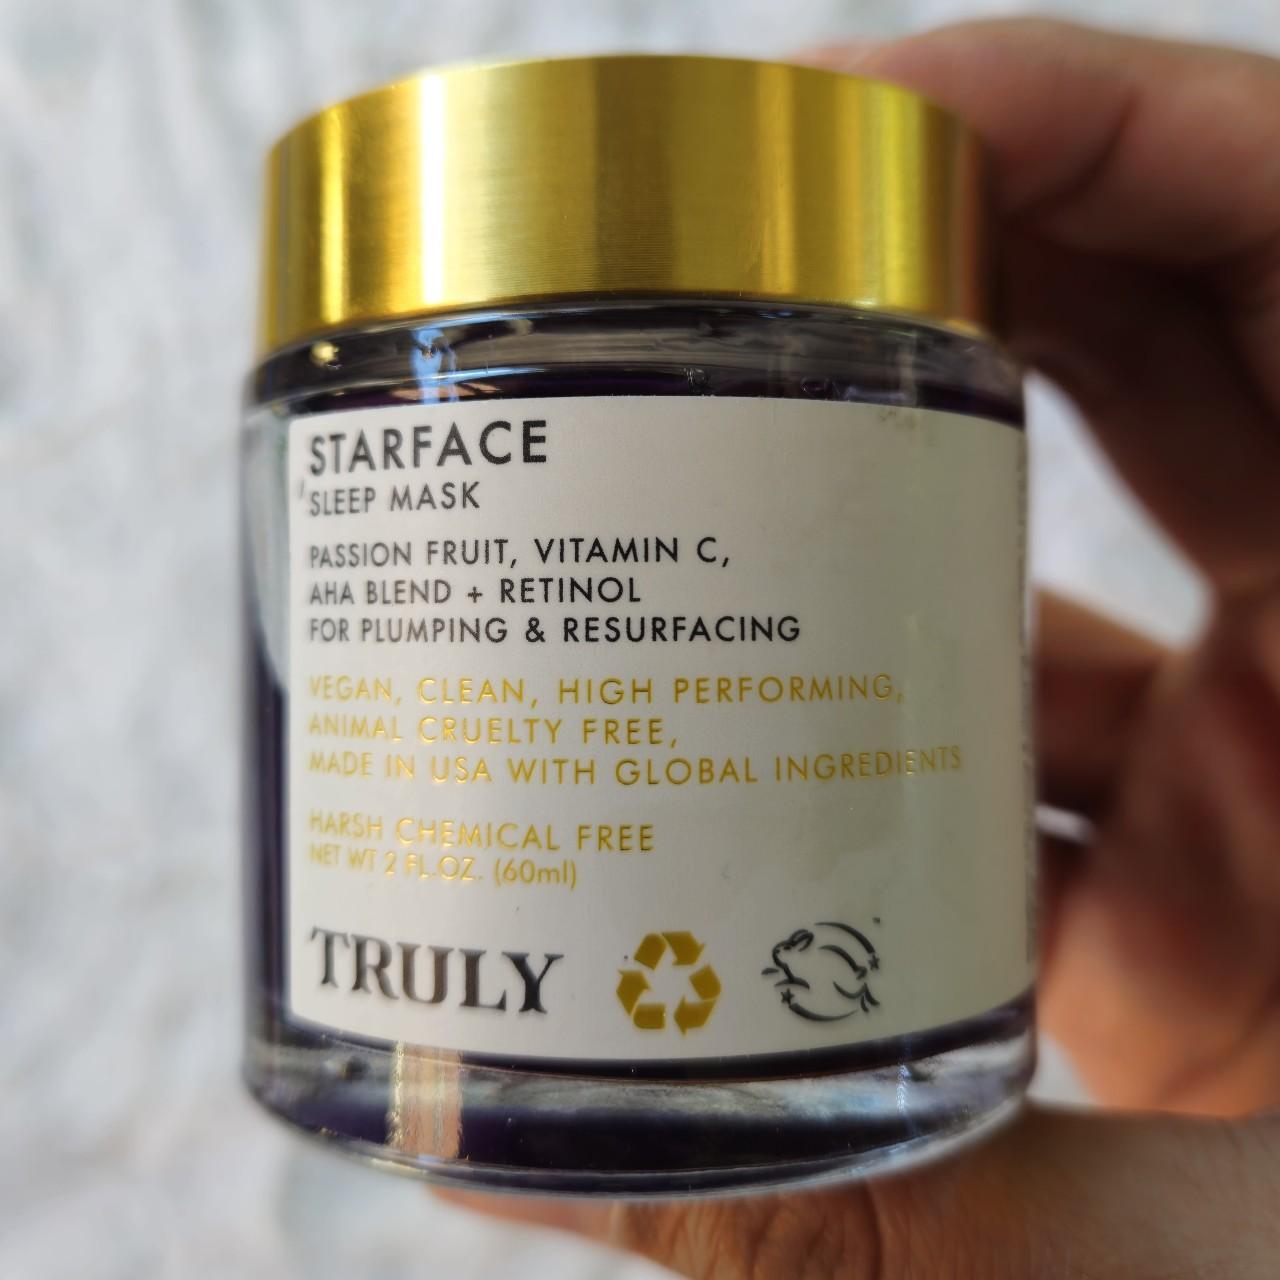 STARFACE
SLEEP MASK
PASSION FRUIT, VITAMIN C,
AHA BLEND + RETINOL
FOR PLUMPING & RESURFACING
VEGAN, CLEAN, HIGH PERFORMING,
ANIMAL CRUELTY FREE,
MADE IN USA WITH GLOBAL INGREDIENTS
HARSH CHEMICAL FREE
NET WT 2 FL.OZ. (60ml)
TRULY